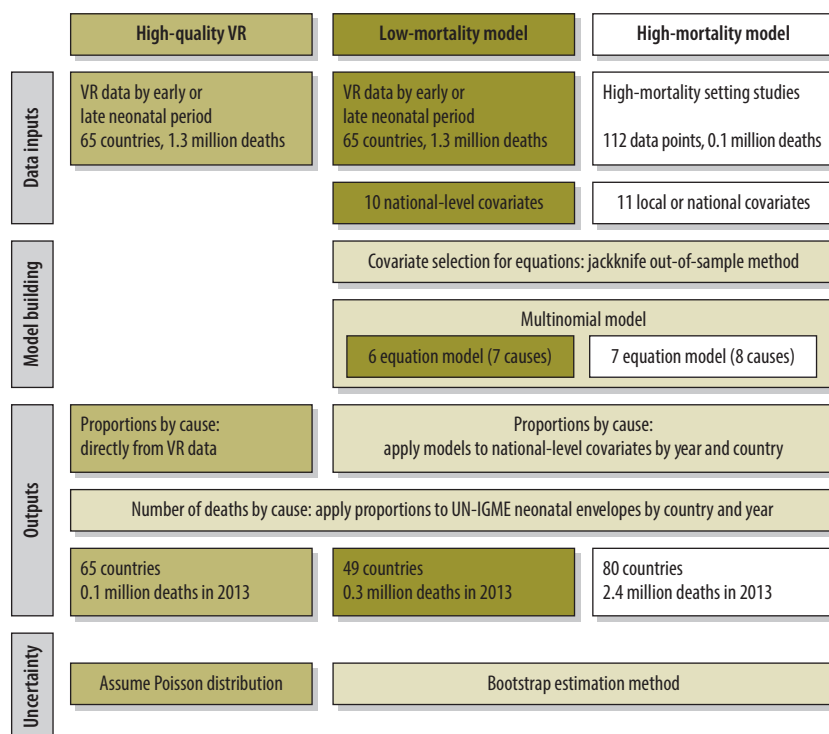 High-quality VR
Low-mortality model
High-mortality model
Data inputs
VR data by early or
late neonatal period
65 countries, 1.3 million deaths
VR data by early or
late neonatal period
65 countries, 1.3 million deaths
High-mortality setting studies
112 data points, 0.1 million deaths
10 national-level covariates
11 local or national covariates
Model building
Covariate selection for equations: jackknife out-of-sample method
Multinomial model
6 equation model (7 causes)
7 equation model (8 causes)
Outputs
Proportions by cause:
directly from VR data
Proportions by cause:
apply models to national-level covariates by year and country
Number of deaths by cause: apply proportions to UN-IGME neonatal envelopes by country and year
65 countries
0.1 million deaths in 2013
49 countries
0.3 million deaths in 2013
80 countries
2.4 million deaths in 2013
Uncertainty
Assume Poisson distribution
Bootstrap estimation method